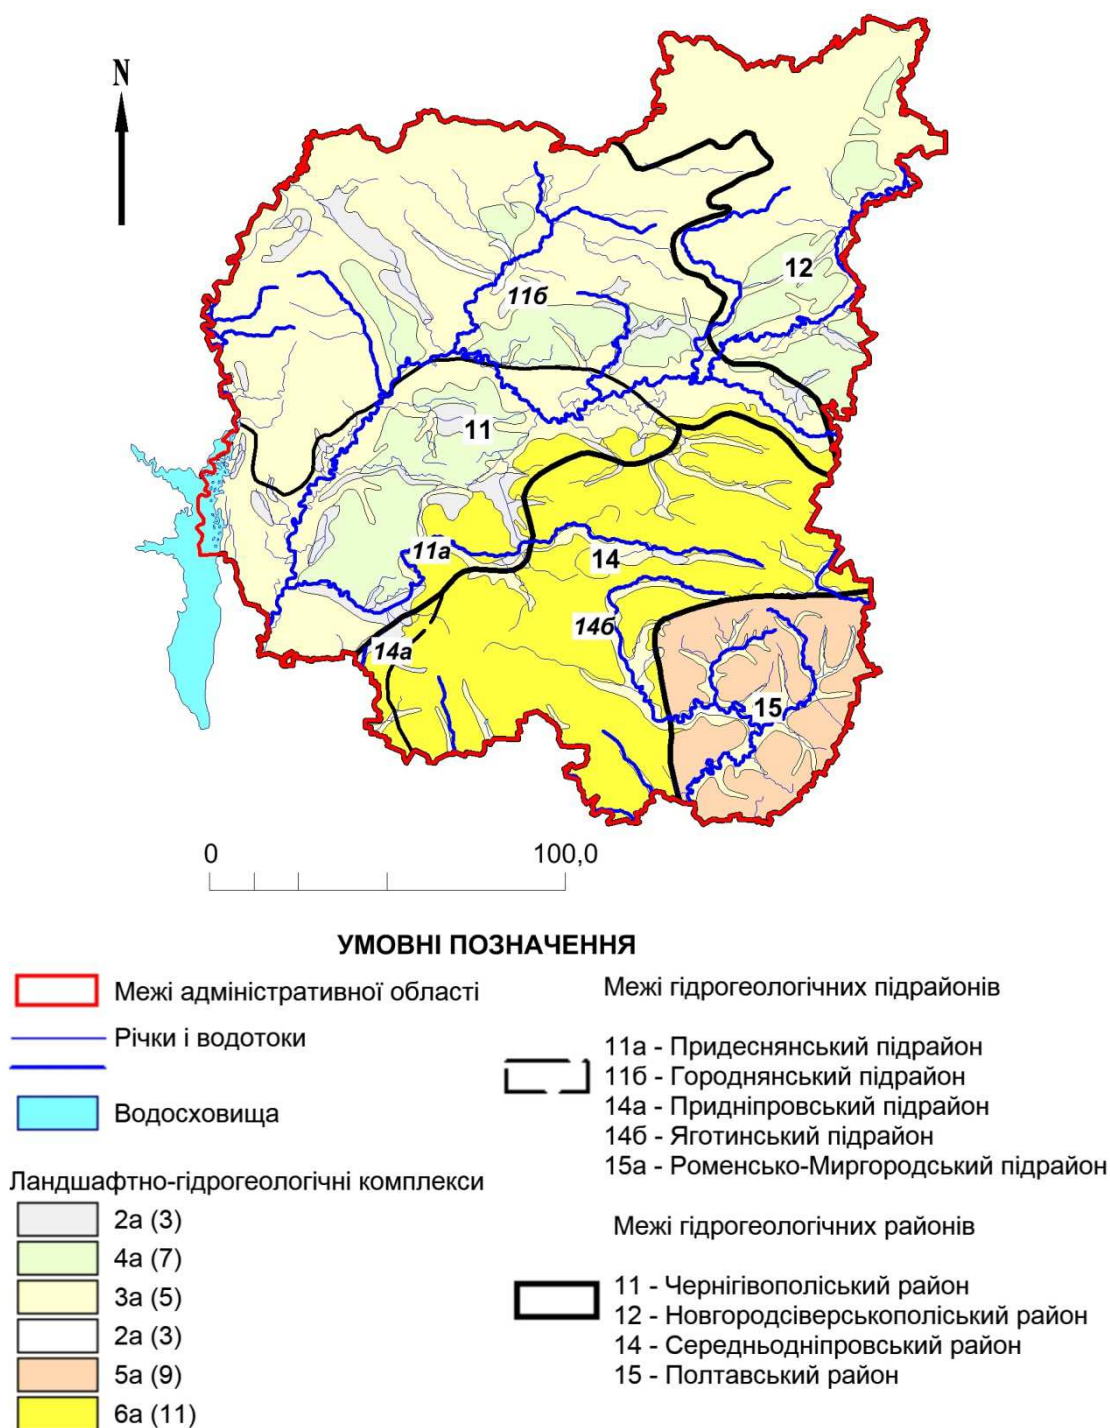 N
12
11б
11
11а
14
14б
14а
15
0 100,0
УМОВНІ ПОЗНАЧЕННЯ
Межі адміністративної області
Річки і водотоки
Водосховища
Ландшафтно-гідрогеологічні комплекси
2а (3)
4а (7)
3а (5)
2а (3)
5а (9)
6а (11)
Межі гідрогеологічних підрайонів
11а - Придеснянський підрайон
11б - Городнянський підрайон
14а - Придніпровський підрайон
14б - Яготинський підрайон
15а - Роменсько-Миргородський підрайон
Межі гідрогеологічних районів
11 - Чернігівополіський район
12 - Новгородсіверськополіський район
14 - Середньодніпровський район
15 - Полтавський район